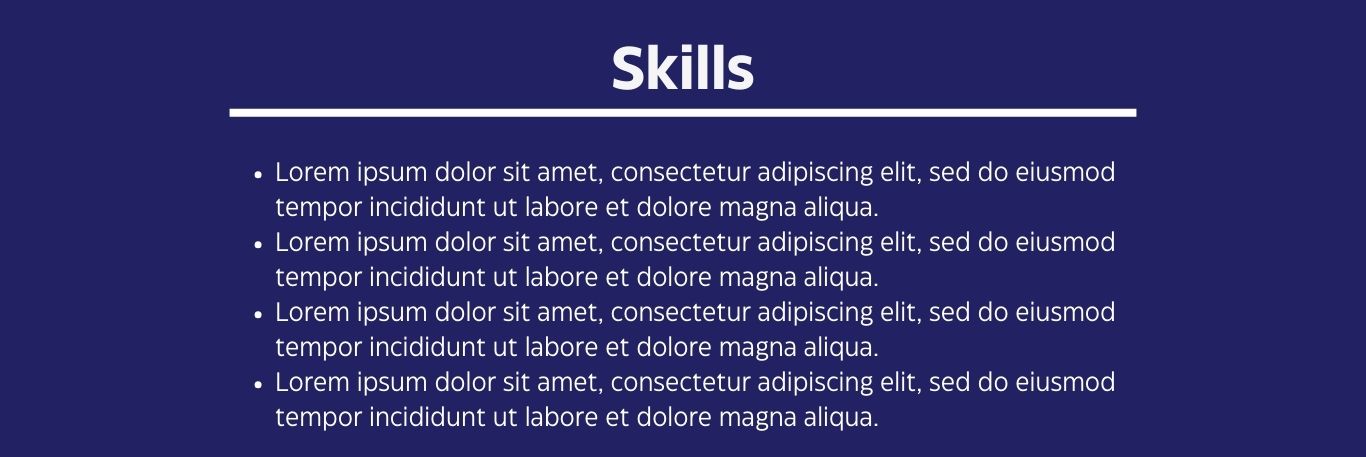 Skills
• Lorem ipsum dolor sit amet, consectetur adipiscing elit, sed do eiusmod
tempor incididunt ut labore et dolore magna aliqua.
• Lorem ipsum dolor sit amet, consectetur adipiscing elit, sed do eiusmod
tempor incididunt ut labore et dolore magna aliqua.
• Lorem ipsum dolor sit amet, consectetur adipiscing elit, sed do eiusmod
tempor incididunt ut labore et dolore magna aliqua.
• Lorem ipsum dolor sit amet, consectetur adipiscing elit, sed do eiusmod
tempor incididunt ut labore et dolore magna aliqua.